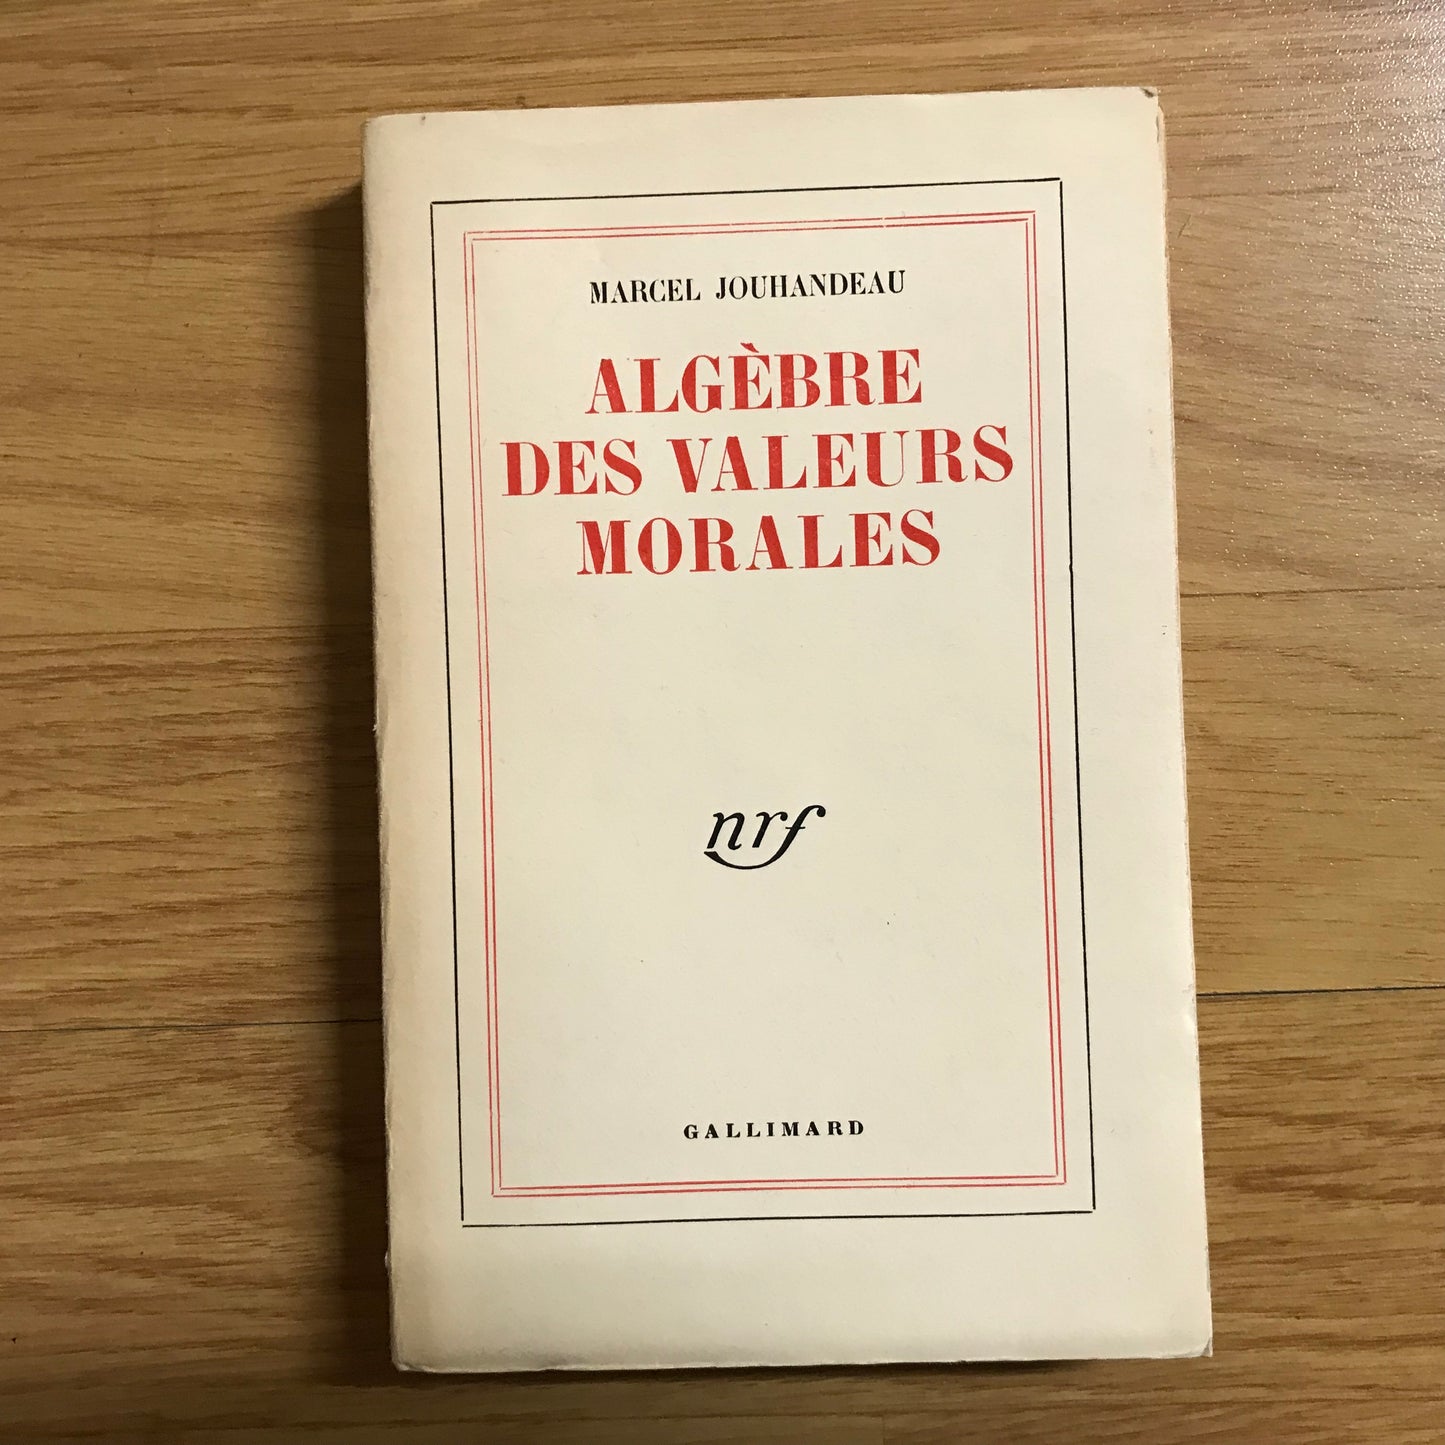 MARCEL JOUHANDEAU
ALGÈBRE
DES VALEURS
MORALES
nrf
GALLIMARD